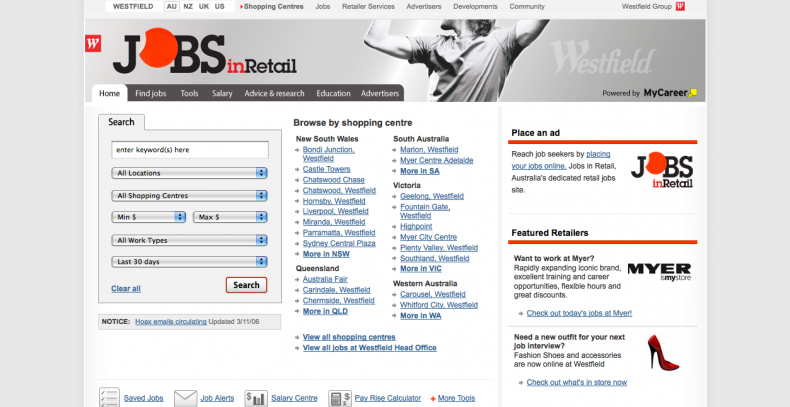 WESTFIELD AU NZ UK US Shopping Centres Jobs Retailer Services Advertisers Developments Community Westfield Group W
W JOBS inRetail
Westfield
Powered by MyCareer
Home Find jobs Tools Salary Advice & research Education Advertisers
Search
enter keyword(s) here
All Locations
All Shopping Centres
Min $ Max $
All Work Types
Last 30 days
Clear all Search
NOTICE: Hoax emails circulating Updated 3/11/06
Browse by shopping centre
New South Wales
Bondi Junction,
Westfield
Castle Towers
Chatswood Chase
Chatswood, Westfield
Hornsby, Westfield
Liverpool, Westfield
Miranda, Westfield
Parramatta, Westfield
Sydney Central Plaza
More in NSW
Queensland
Australia Fair
Carindale, Westfield
Chermside, Westfield
More in QLD
South Australia
Marion, Westfield
Myer Centre Adelaide
More in SA
Victoria
Geelong, Westfield
Fountain Gate,
Westfield
Highpoint
Myer City Centre
Plenty Valley, Westfield
Southland, Westfield
More in VIC
Western Australia
Carousel, Westfield
Whitford City, Westfield
More in WA
View all shopping centres
View all jobs at Westfield Head Office
Place an ad
Reach job seekers by placing
your jobs online. Jobs in Retail,
Australia's dedicated retail jobs
site.
JOBS
inRetail
Featured Retailers
Want to work at Myer?
Rapidly expanding iconic brand,
excellent training and career
opportunities, flexible hours and
great discounts.
MYER
is my store
Check out today's jobs at Myer!
Need a new outfit for your next
job interview?
Fashion Shoes and accessories
are now online at Westfield
Check out what's in store now
Saved Jobs Job Alerts Salary Centre Pay Rise Calculator + More Tools